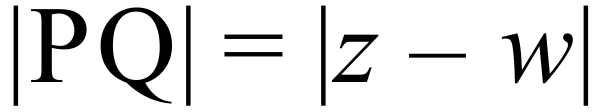 |PQ| = |z − w|